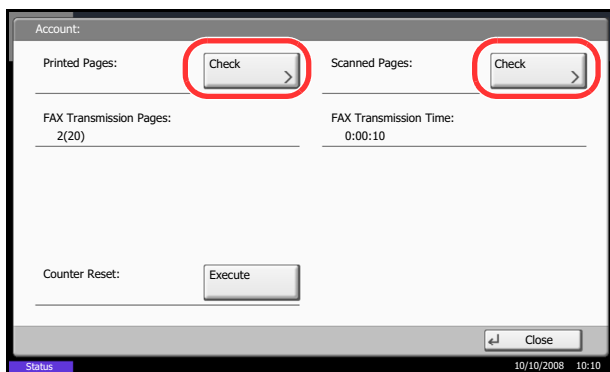 Account:
Printed Pages: Check Scanned Pages: Check
FAX Transmission Pages: FAX Transmission Time:
2(20) 0:00:10
Counter Reset: Execute
Close
Status 10/10/2008 10:10